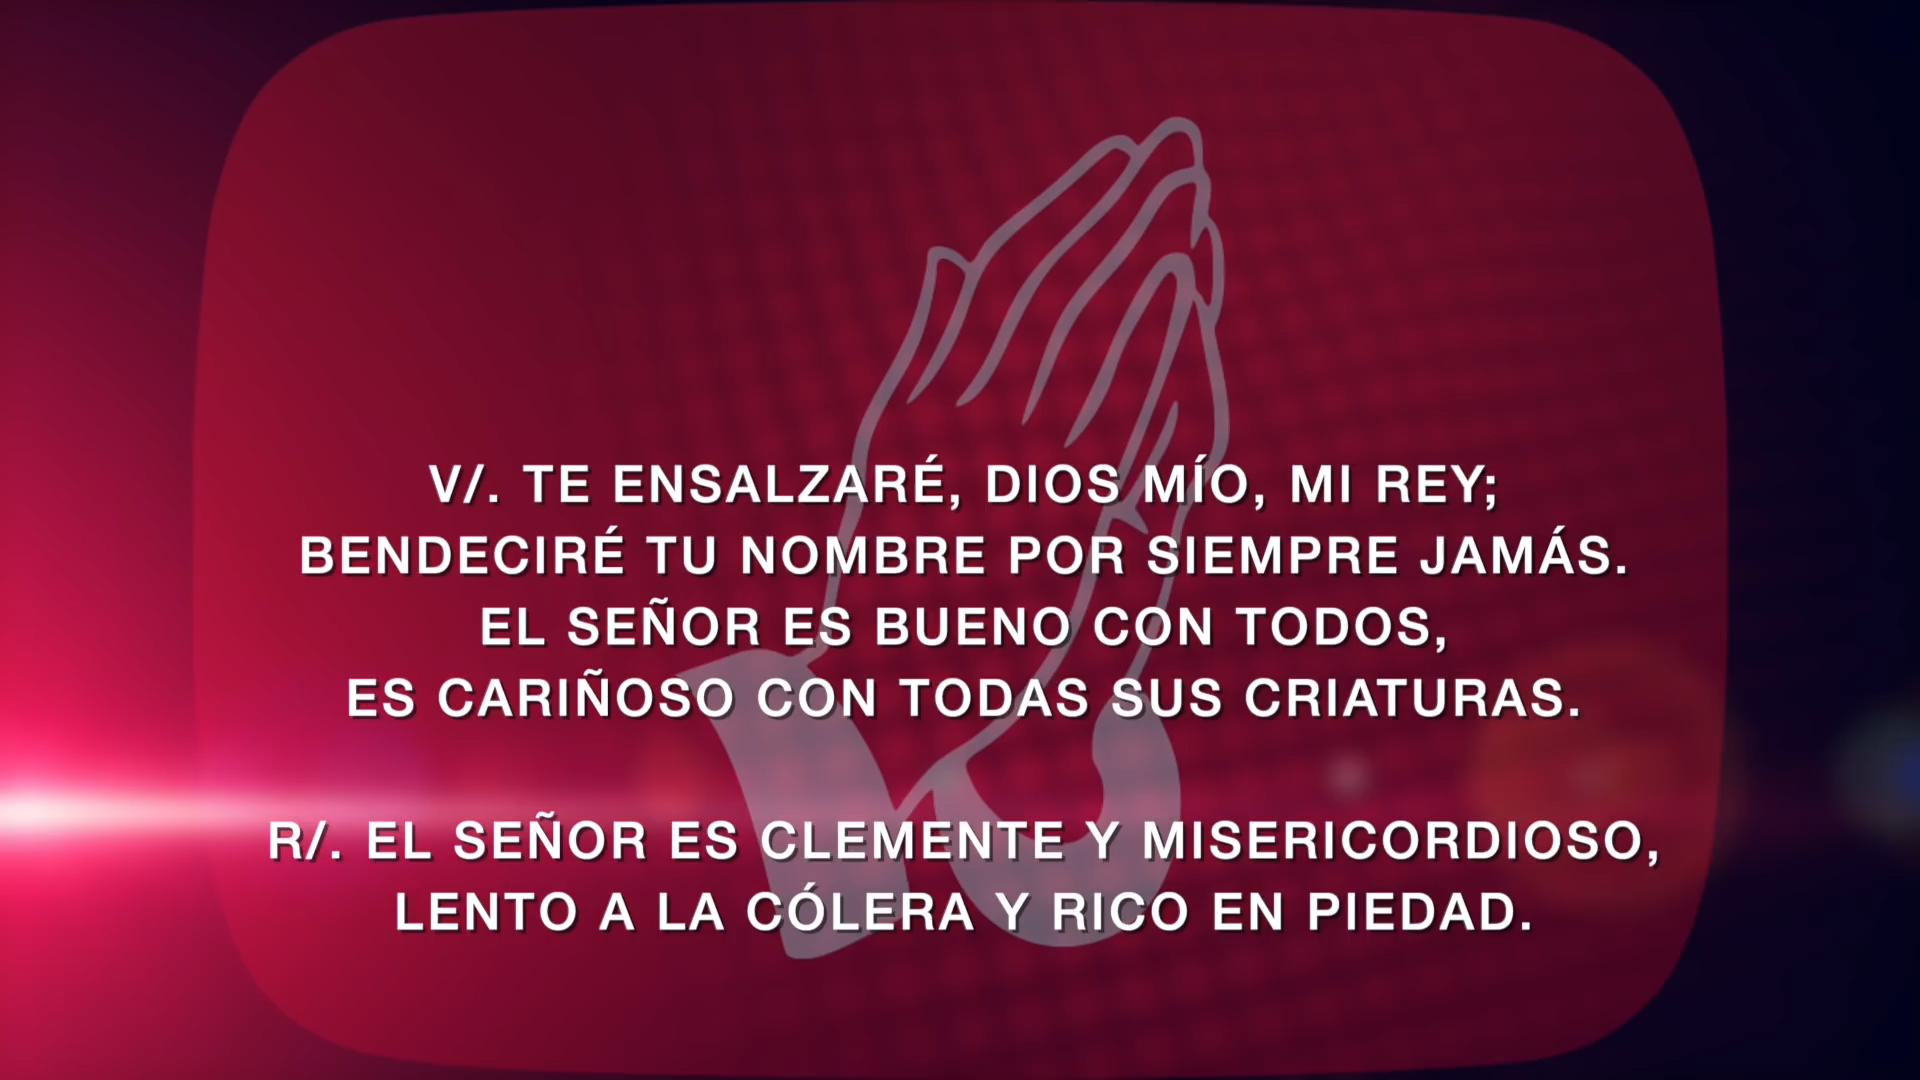 V/. TE ENSALZARÉ, DIOS MÍO, MI REY;
BENDECIRÉ TU NOMBRE POR SIEMPRE JAMÁS.
EL SEÑOR ES BUENO CON TODOS,
ES CARIÑOSO CON TODAS SUS CRIATURAS.
R/. EL SEÑOR ES CLEMENTE Y MISERICORDIOSO,
LENTO A LA CÓLERA Y RICO EN PIEDAD.